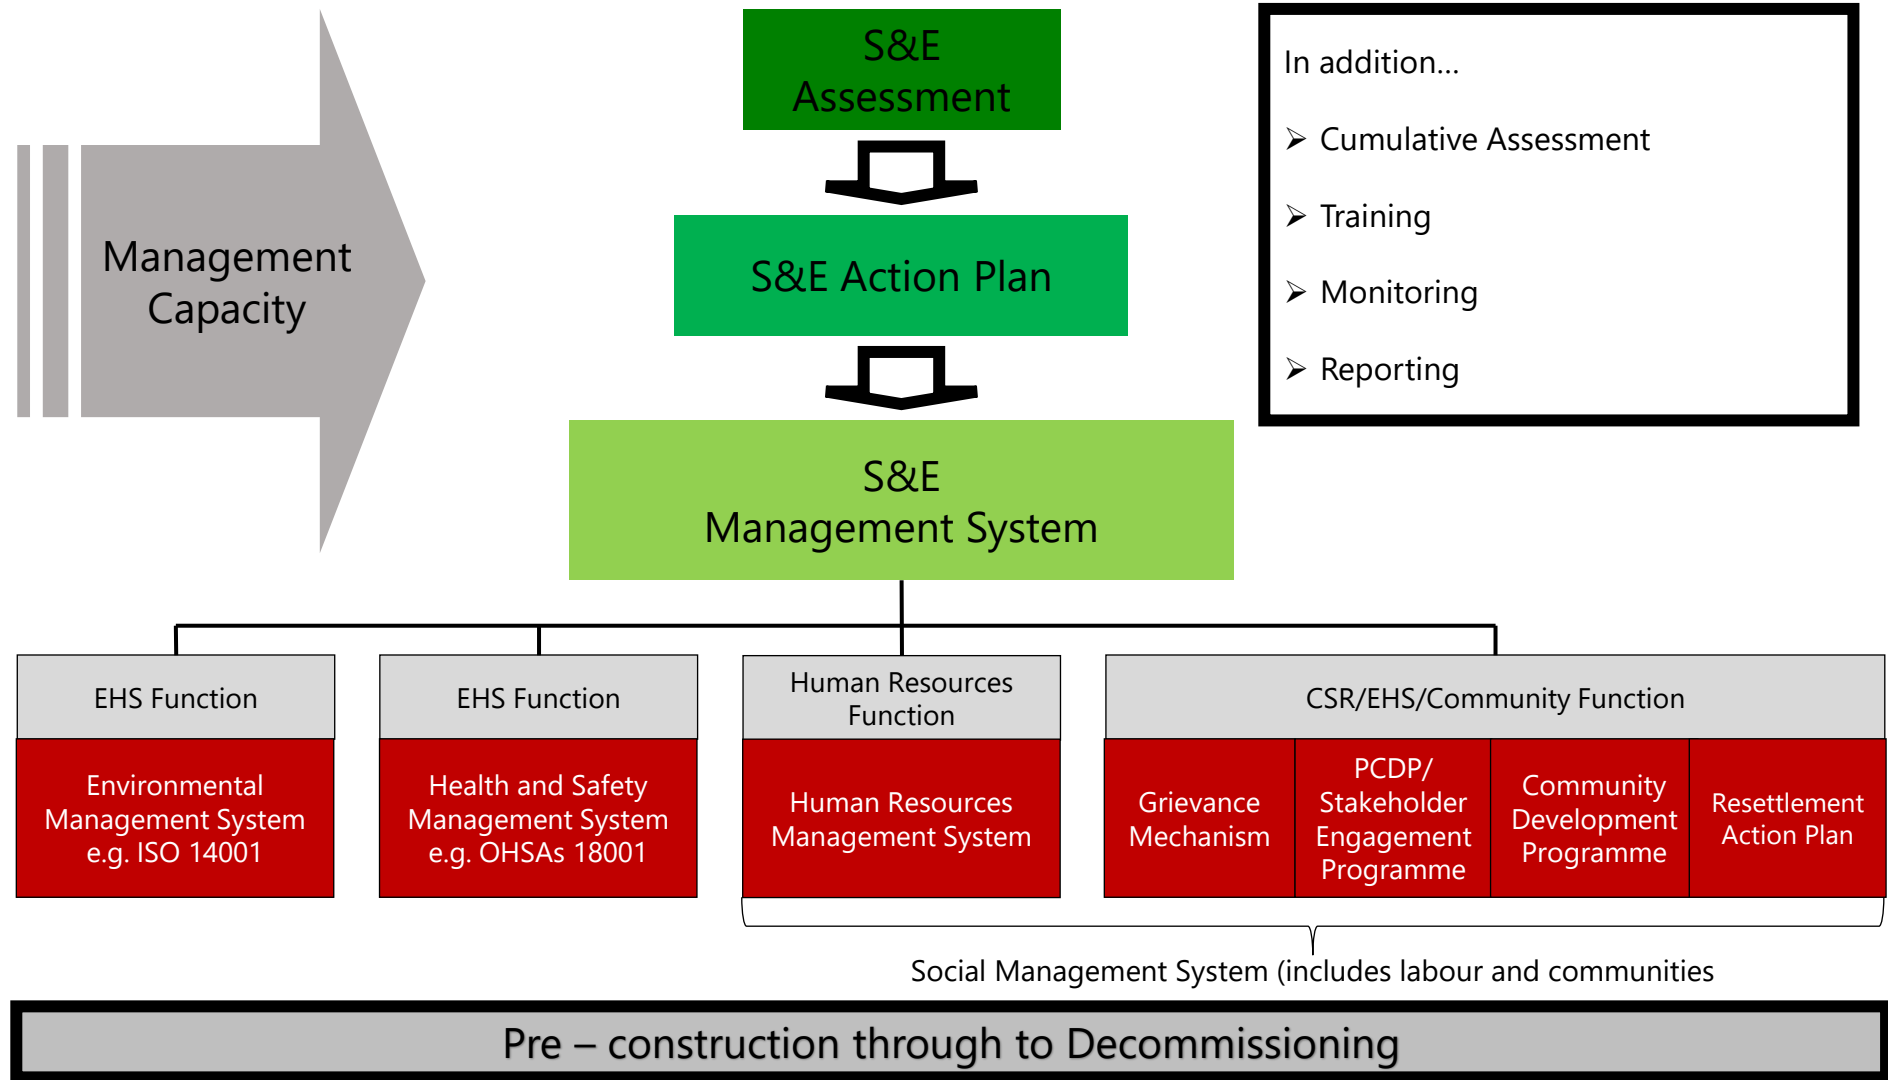 S&E
Assessment
In addition...
➢ Cumulative Assessment
➢ Training
➢ Monitoring
➢ Reporting
Management
Capacity
S&E Action Plan
S&E
Management System
EHS Function
EHS Function
Human Resources
Function
CSR/EHS/Community Function
Environmental
Management System
e.g. ISO 14001
Health and Safety
Management System
e.g. OHSAs 18001
Human Resources
Management System
Grievance
Mechanism
PCDP/
Stakeholder
Engagement
Programme
Community
Development
Programme
Resettlement
Action Plan
Social Management System (includes labour and communities
Pre – construction through to Decommissioning